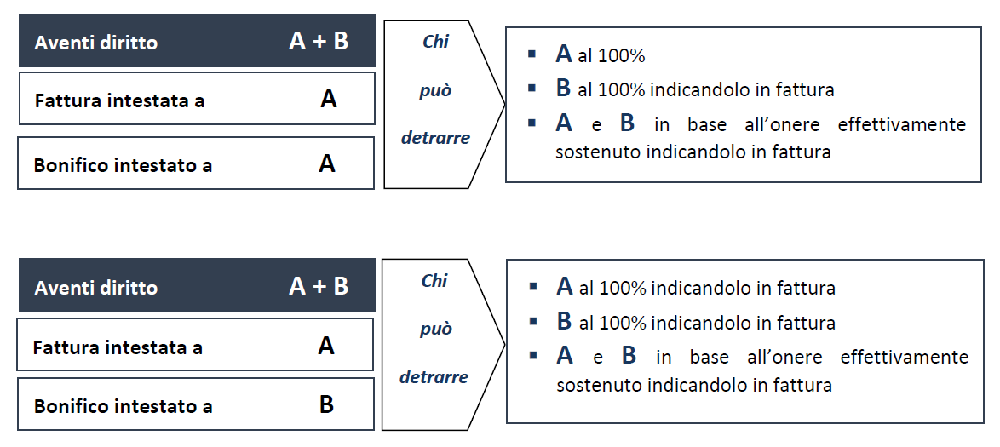 Aventi diritto A + B
Fattura intestata a A
Bonifico intestato a A
Chi
può
detrarre
▪ A al 100%
▪ B al 100% indicandolo in fattura
▪ A e B in base all’onere effettivamente
sostenuto indicandolo in fattura
Aventi diritto A + B
Fattura intestata a A
Bonifico intestato a B
Chi
può
detrarre
▪ A al 100% indicandolo in fattura
▪ B al 100% indicandolo in fattura
▪ A e B in base all’onere effettivamente
sostenuto indicandolo in fattura